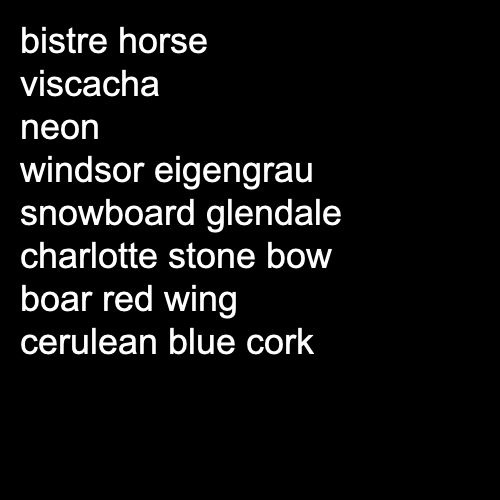 bistre horse
viscacha
neon
windsor eigengrau
snowboard glendale
charlotte stone bow
boar red wing
cerulean blue cork